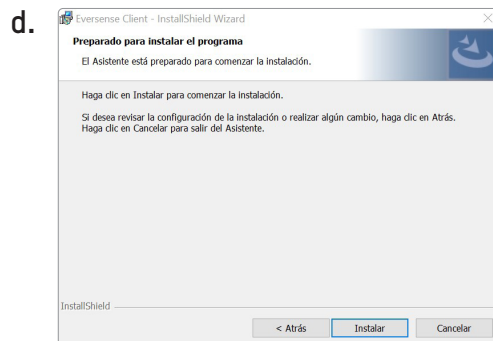 d.
Eversense Client - InstallShield Wizard
Preparado para instalar el programa
El Asistente está preparado para comenzar la instalación.
Haga clic en Instalar para comenzar la instalación.
Si desea revisar la configuración de la instalación o realizar algún cambio, haga clic en Atrás.
Haga clic en Cancelar para salir del Asistente.
InstallShield
< Atrás Instalar Cancelar